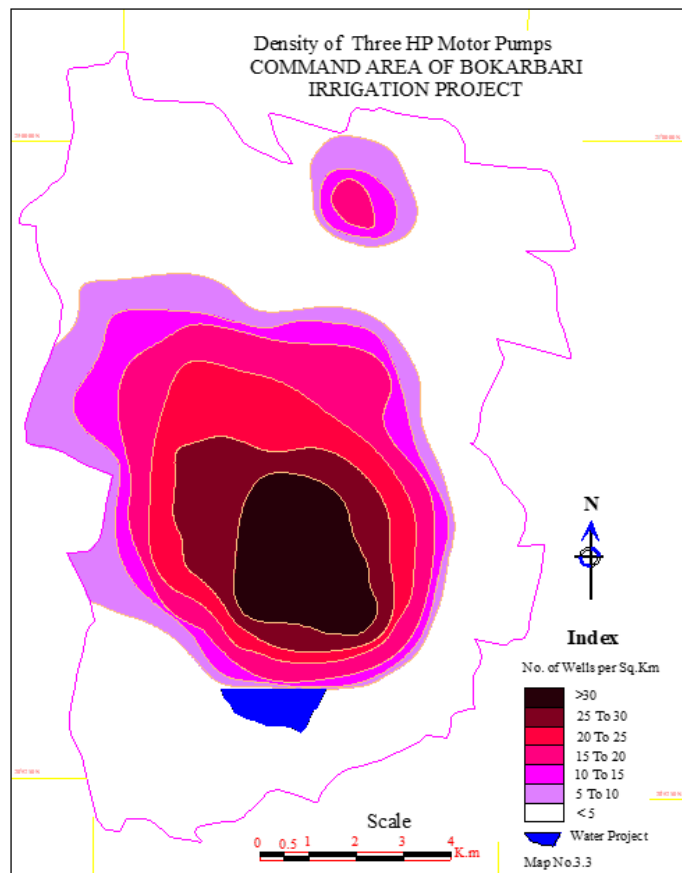 Density of Three HP Motor Pumps
COMMAND AREA OF BOKARBARI
IRRIGATION PROJECT
N
Index
No. of Wells per Sq.Km
>30
25 To 30
20 To 25
15 To 20
10 To 15
5 To 10
< 5
Water Project
Map No.3.3
Scale
0 0.5 1 2 3 4
K.m